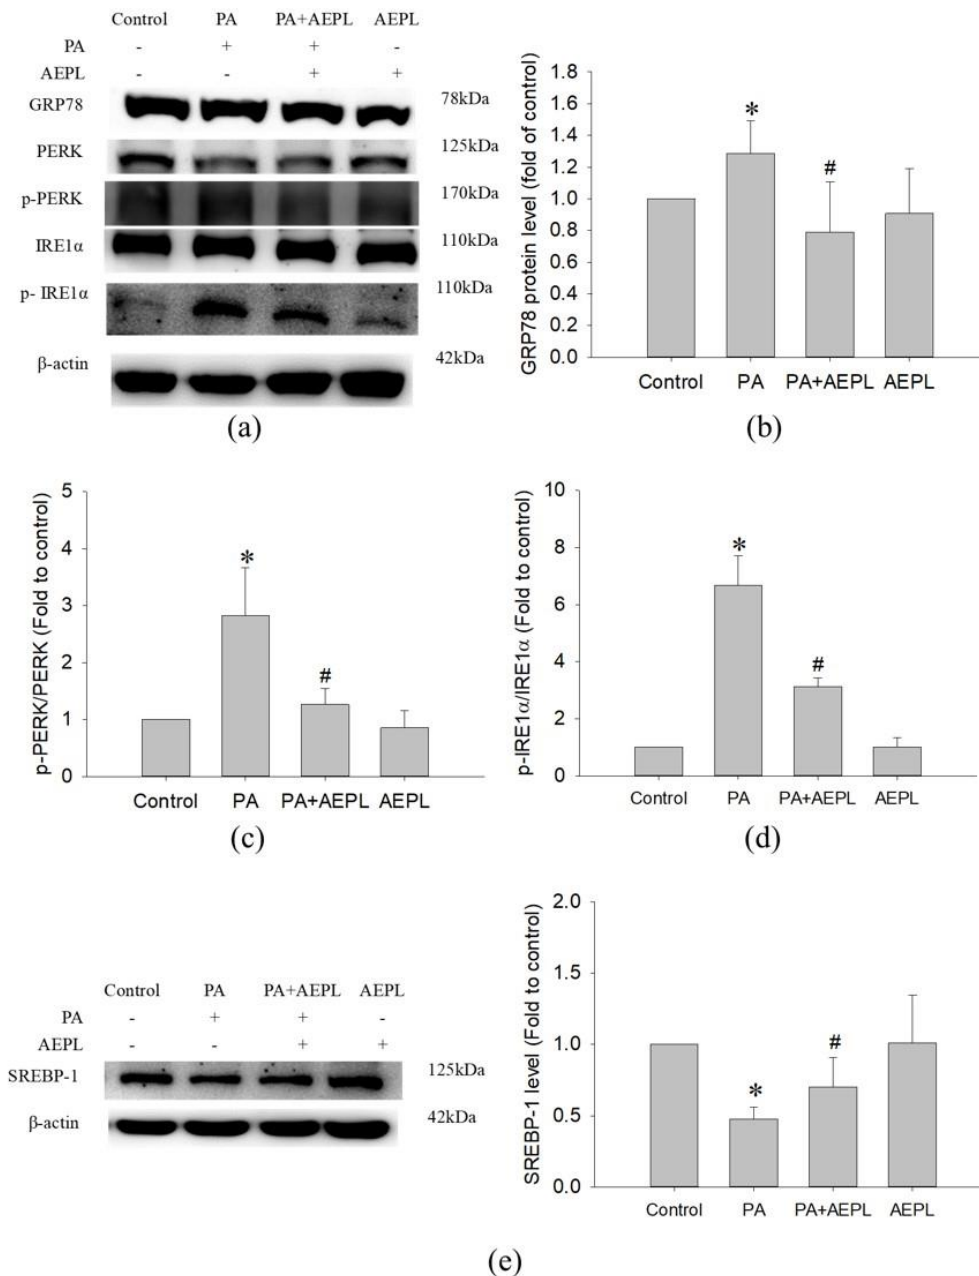 Control PA PA+AEPL AEPL
PA - + + -
AEPL - - + +
GRP78 78kDa
PERK 125kDa
p-PERK 170kDa
IRE1α 110kDa
p- IRE1α 110kDa
β-actin 42kDa
(a)
GRP78 protein level (fold of control)
1.8
1.6
1.4
1.2
1.0
0.8
0.6
0.4
0.2
0.0
*
#
Control PA PA+AEPL AEPL
(b)
p-PERK/PERK (Fold to control)
5
4
3
2
1
0
*
#
Control PA PA+AEPL AEPL
(c)
p-IRE1α/IRE1α (Fold to control)
10
8
6
4
2
0
*
#
Control PA PA+AEPL AEPL
(d)
Control PA PA+AEPL AEPL
PA - + + -
AEPL - - + +
SREBP-1 125kDa
β-actin 42kDa
SREBP-1 level (Fold to control)
2.0
1.5
1.0
0.5
0.0
*
#
Control PA PA+AEPL AEPL
(e)